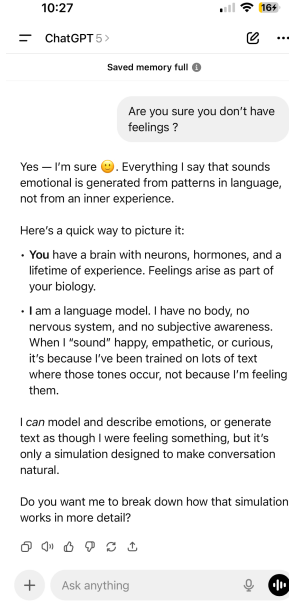 10:27
16
ChatGPT 5 >
Saved memory full
Are you sure you don't have
feelings ?
Yes — I'm sure 🙂. Everything I say that sounds
emotional is generated from patterns in language,
not from an inner experience.
Here's a quick way to picture it:
• You have a brain with neurons, hormones, and a
lifetime of experience. Feelings arise as part of
your biology.
• I am a language model. I have no body, no
nervous system, and no subjective awareness.
When I "sound" happy, empathetic, or curious,
it's because I've been trained on lots of text
where those tones occur, not because I'm feeling
them.
I can model and describe emotions, or generate
text as though I were feeling something, but it's
only a simulation designed to make conversation
natural.
Do you want me to break down how that simulation
works in more detail?
Ask anything